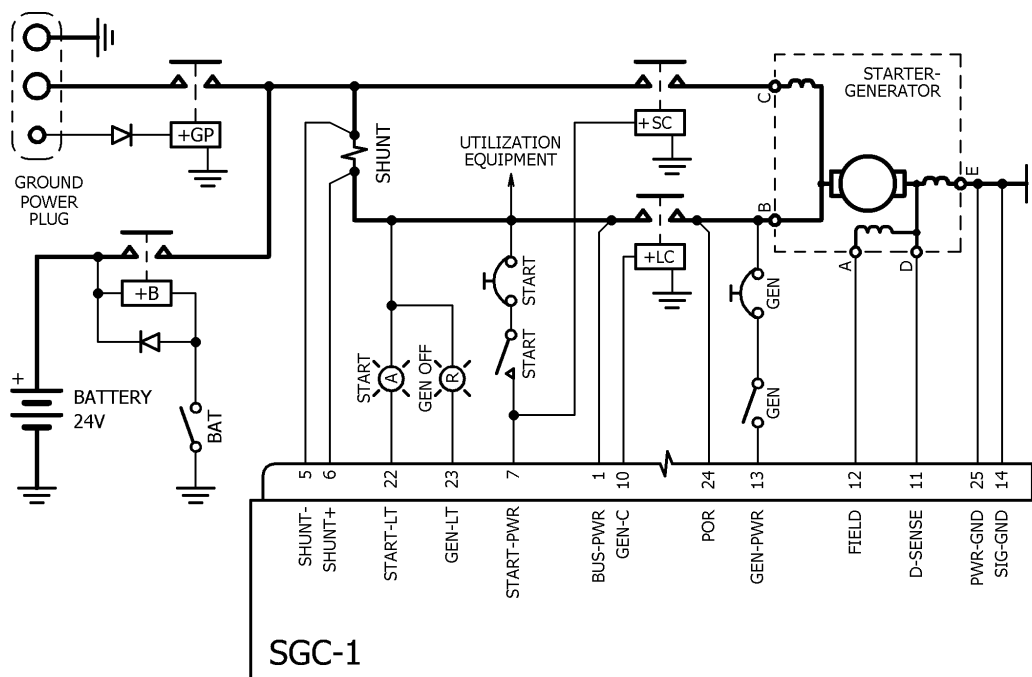 STARTER-
GENERATOR
+GP
C
+SC
SHUNT
UTILIZATION
EQUIPMENT
GROUND
POWER
PLUG
E
B
+LC
START
GEN
A
D
+B
START
GEN OFF
START
A
R
GEN
+
BATTERY
24V
BAT
5
6
22
23
7
1
10
24
13
12
11
25
14
SHUNT-
SHUNT+
START-LT
GEN-LT
START-PWR
BUS-PWR
GEN-C
POR
GEN-PWR
FIELD
D-SENSE
PWR-GND
SIG-GND
SGC-1